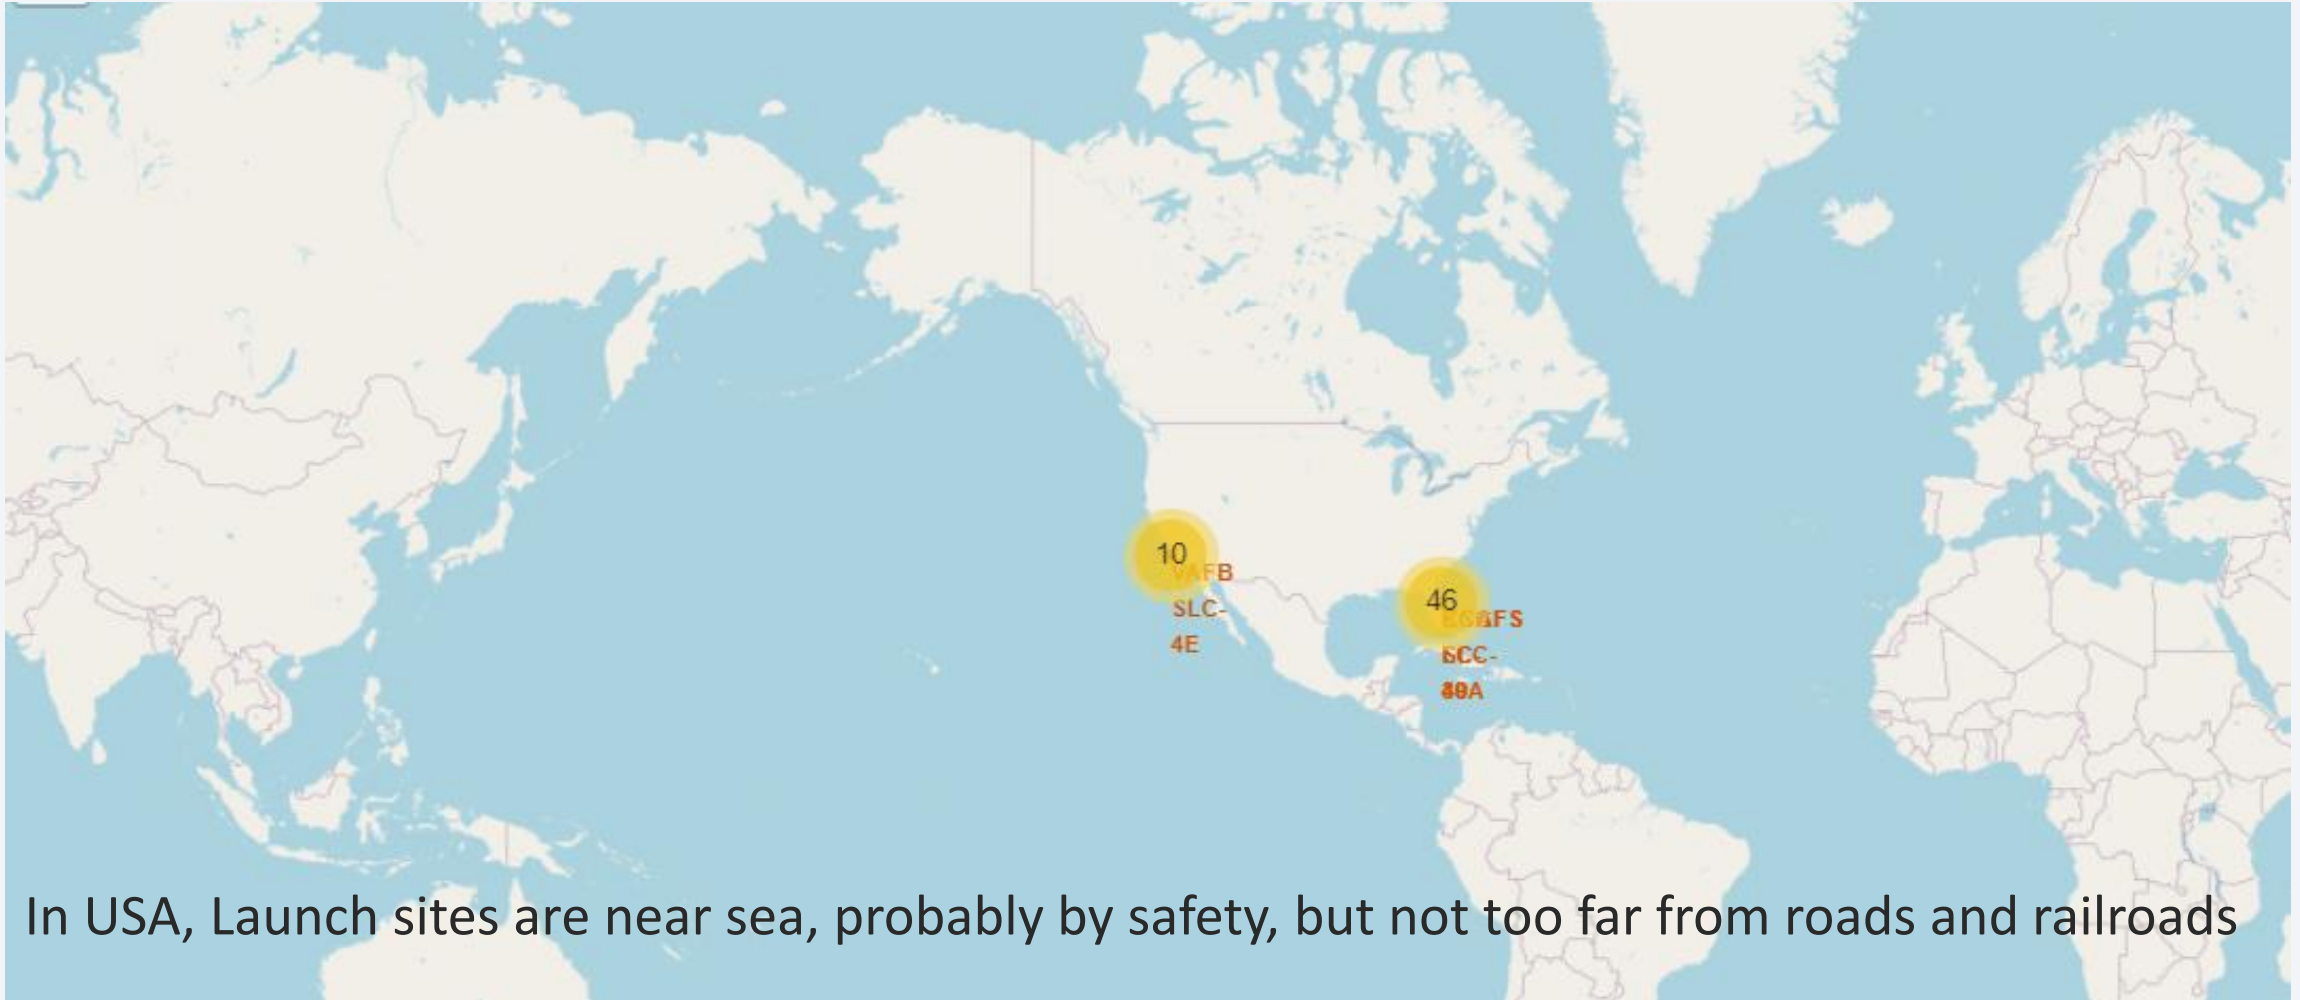 10
VAFB
SLC-
4E
46
In USA, Launch sites are near sea, probably by safety, but not too far from roads and railroads